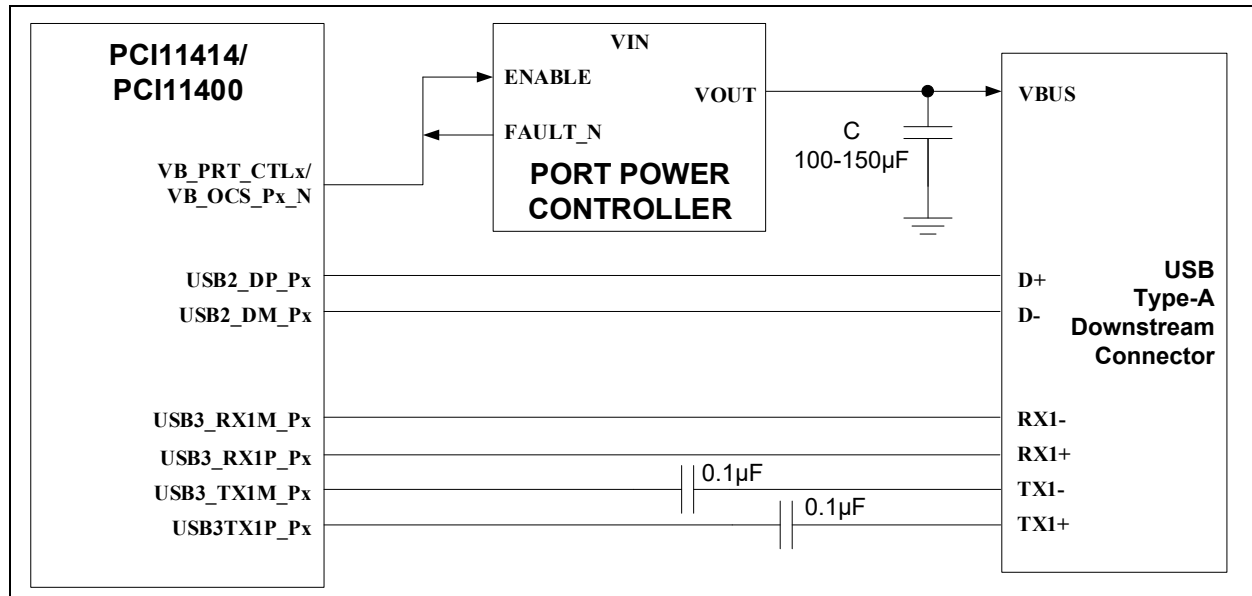 PCI11414/
PCI11400
VB_PRT_CTLx/
VB_OCS_Px_N
USB2_DP_Px
USB2_DM_Px
USB3_RX1M_Px
USB3_RX1P_Px
USB3_TX1M_Px
USB3TX1P_Px
VIN
ENABLE
VOUT
FAULT_N
PORT POWER
CONTROLLER
C
100-150µF
0.1µF
0.1µF
VBUS
D+
D-
USB
Type-A
Downstream
Connector
RX1-
RX1+
TX1-
TX1+